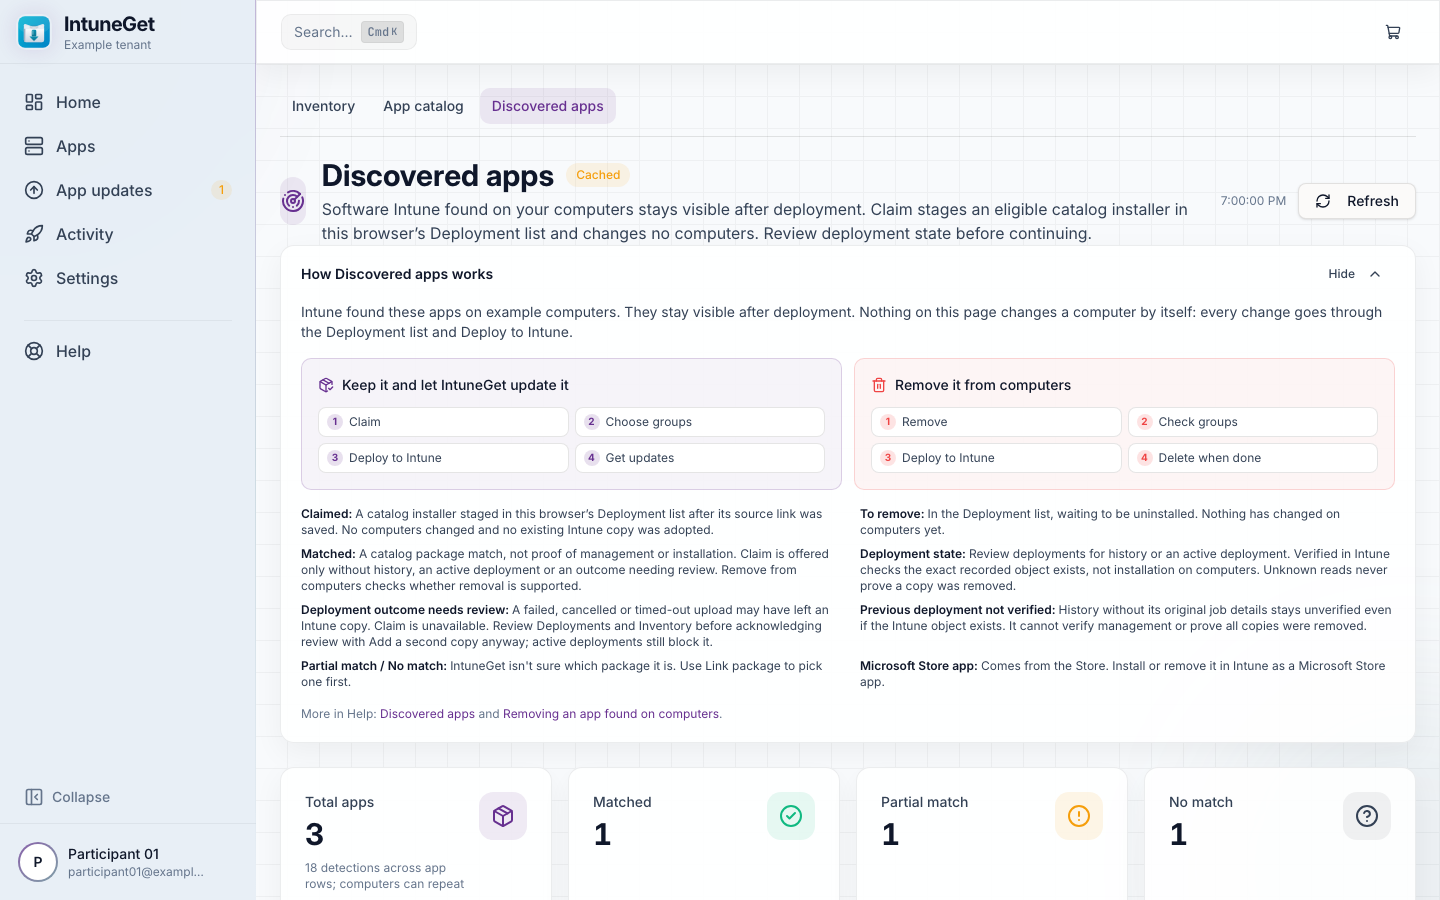 IntuneGet
Example tenant
Search... Cmd K
Home
Apps
App updates 1
Activity
Settings
Help
Collapse
P
Participant 01
participant01@exampl...
Inventory App catalog Discovered apps
Discovered apps Cached
Software Intune found on your computers stays visible after deployment. Claim stages an eligible catalog installer in
this browser’s Deployment list and changes no computers. Review deployment state before continuing.
7:00:00 PM Refresh
How Discovered apps works Hide
Intune found these apps on example computers. They stay visible after deployment. Nothing on this page changes a computer by itself: every change goes through
the Deployment list and Deploy to Intune.
Keep it and let IntuneGet update it
1 Claim 2 Choose groups
3 Deploy to Intune 4 Get updates
Remove it from computers
1 Remove 2 Check groups
3 Deploy to Intune 4 Delete when done
Claimed: A catalog installer staged in this browser’s Deployment list after its source link was
saved. No computers changed and no existing Intune copy was adopted.
To remove: In the Deployment list, waiting to be uninstalled. Nothing has changed on
computers yet.
Matched: A catalog package match, not proof of management or installation. Claim is offered
only without history, an active deployment or an outcome needing review. Remove from
computers checks whether removal is supported.
Deployment state: Review deployments for history or an active deployment. Verified in Intune
checks the exact recorded object exists, not installation on computers. Unknown reads never
prove a copy was removed.
Deployment outcome needs review: A failed, cancelled or timed-out upload may have left an
Intune copy. Claim is unavailable. Review Deployments and Inventory before acknowledging
review with Add a second copy anyway; active deployments still block it.
Previous deployment not verified: History without its original job details stays unverified even
if the Intune object exists. It cannot verify management or prove all copies were removed.
Partial match / No match: IntuneGet isn't sure which package it is. Use Link package to pick
one first.
Microsoft Store app: Comes from the Store. Install or remove it in Intune as a Microsoft Store
app.
More in Help: Discovered apps and Removing an app found on computers.
Total apps
3
18 detections across app
rows; computers can repeat
Matched
1
Partial match
1
No match
1